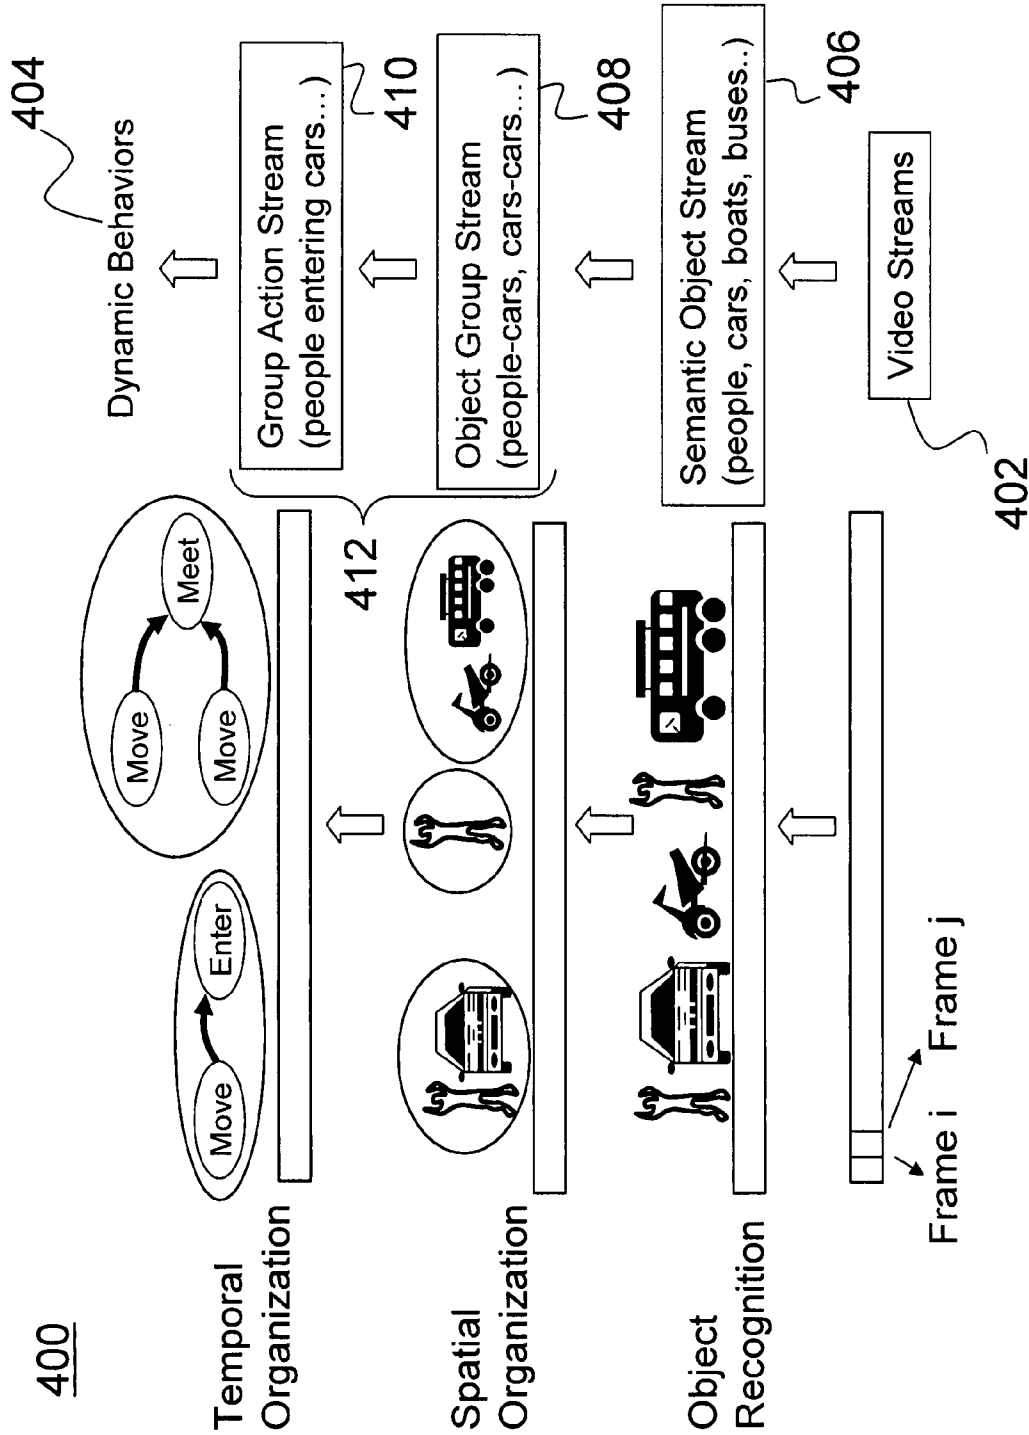 400
404
Dynamic Behaviors
Temporal
Organization
Move
Enter
Move
Move
Meet
Group Action Stream
(people entering cars...)
410
412
Spatial
Organization
Object Group Stream
(people-cars, cars-cars...)
408
Object
Recognition
Semantic Object Stream
(people, cars, boats, buses..)
406
Video Streams
402
Frame i
Frame j